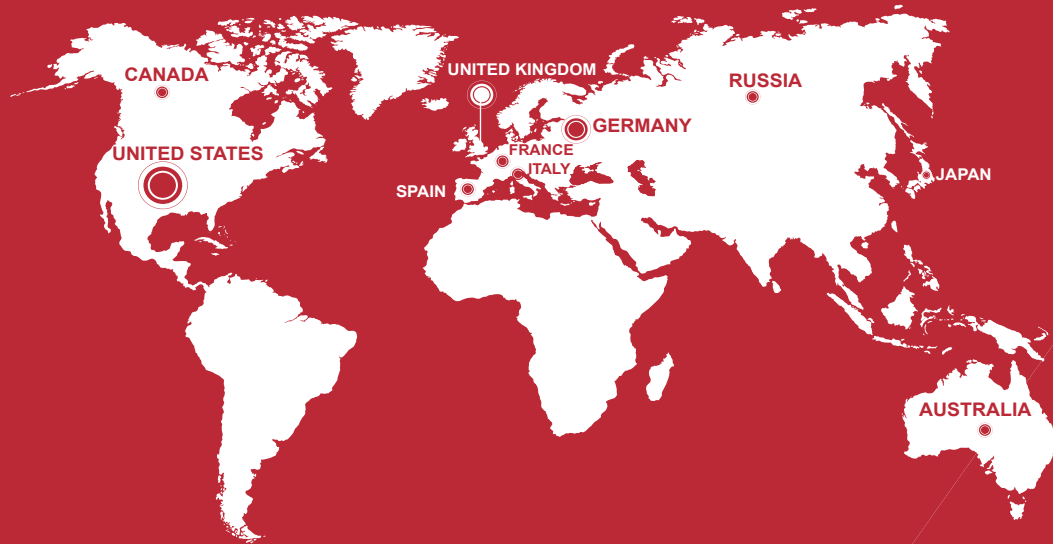 CANADA
UNITED KINGDOM
RUSSIA
GERMANY
UNITED STATES
FRANCE
ITALY
SPAIN
JAPAN
AUSTRALIA